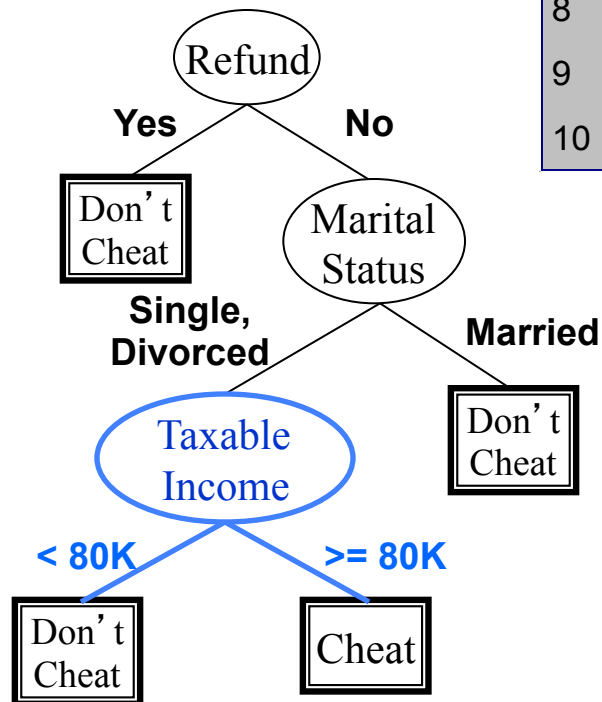 8
9
10
Refund
Yes
No
Don't
Cheat
Marital
Status
Single,
Divorced
Married
Taxable
Income
Don't
Cheat
< 80K
>= 80K
Don't
Cheat
Cheat